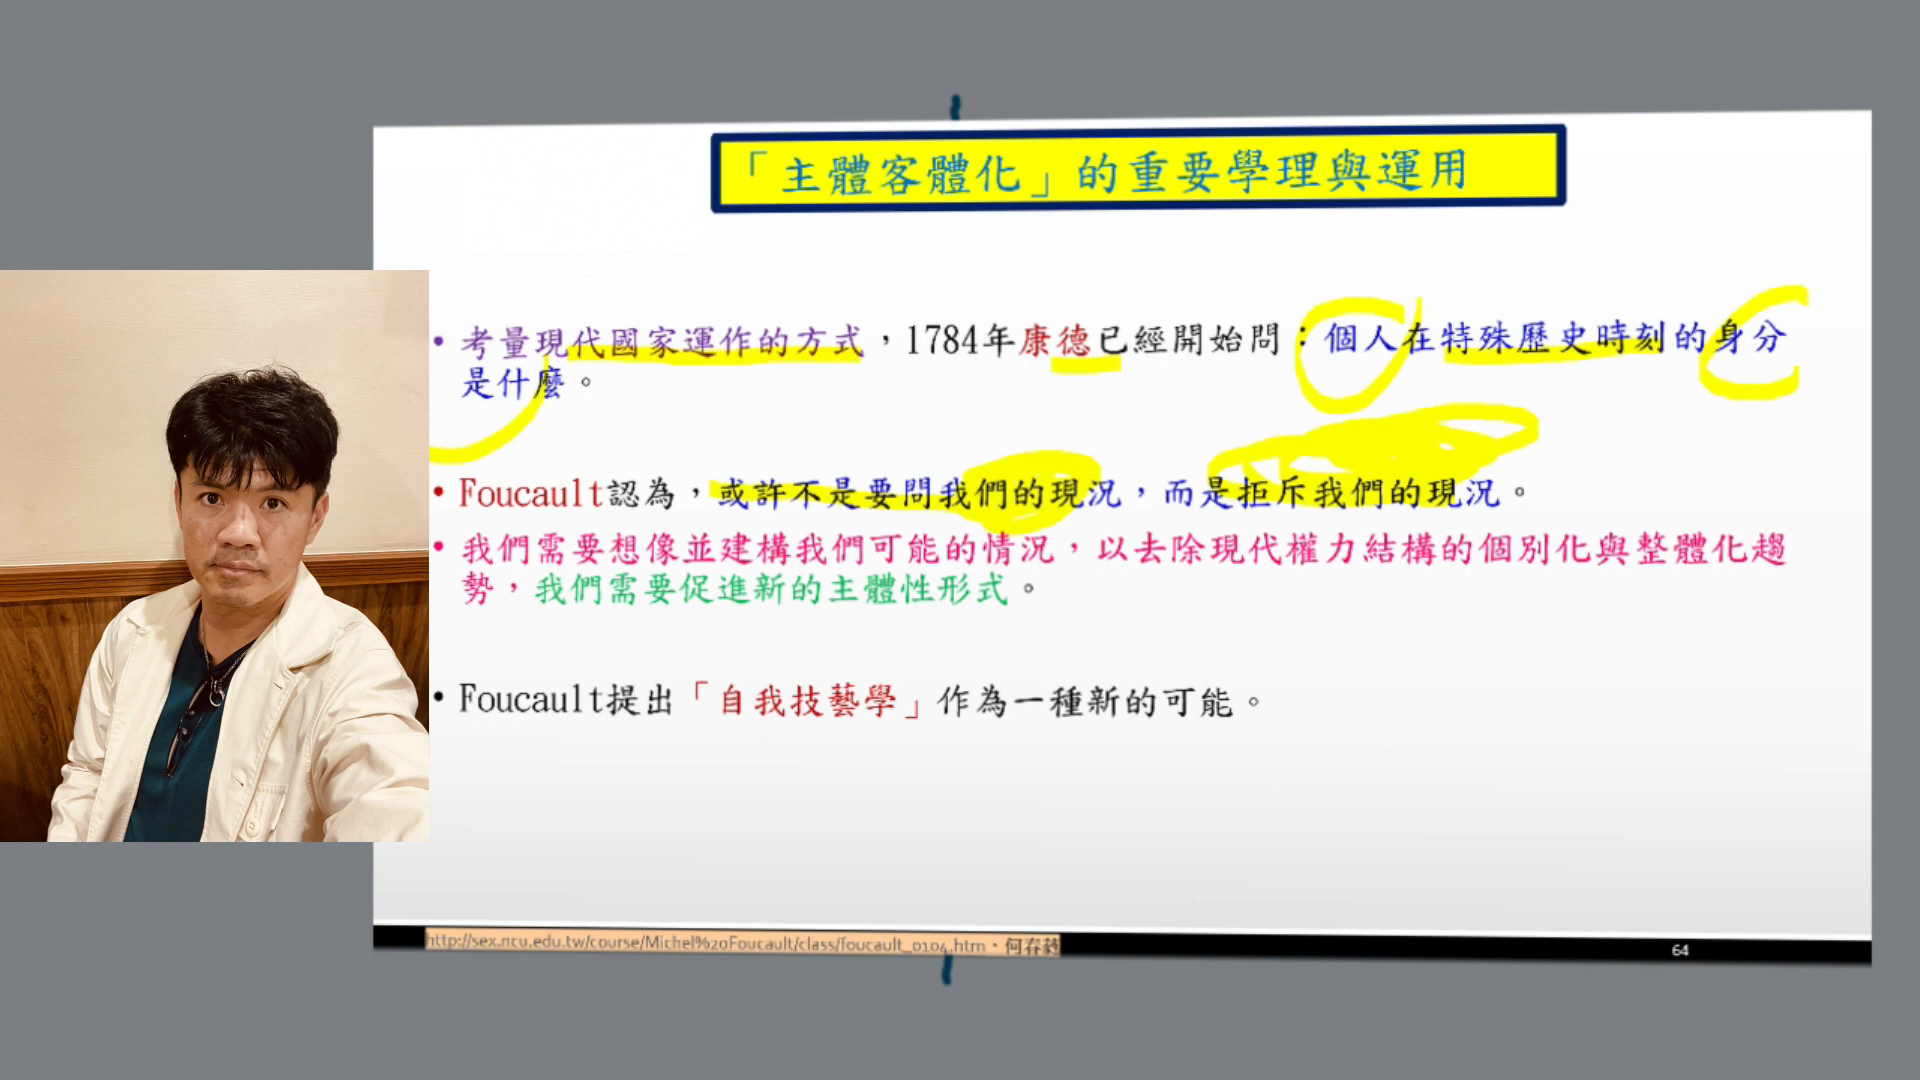 「主體客體化」的重要學理與運用
• 考量現代國家運作的方式，1784年康德已經開始問：個人在特殊歷史時刻的身分
是什麼。
• Foucault認為，或許不是要問我們的現況，而是拒斥我們的現況。
• 我們需要想像並建構我們可能的情況，以去除現代權力結構的個別化與整體化趨
勢，我們需要促進新的主體性形式。
• Foucault提出「自我技藝學」作為一種新的可能。
http://sex.ncu.edu.tw/course/Michel%20Foucault/class/foucault_0104.htm，何春蕤
64